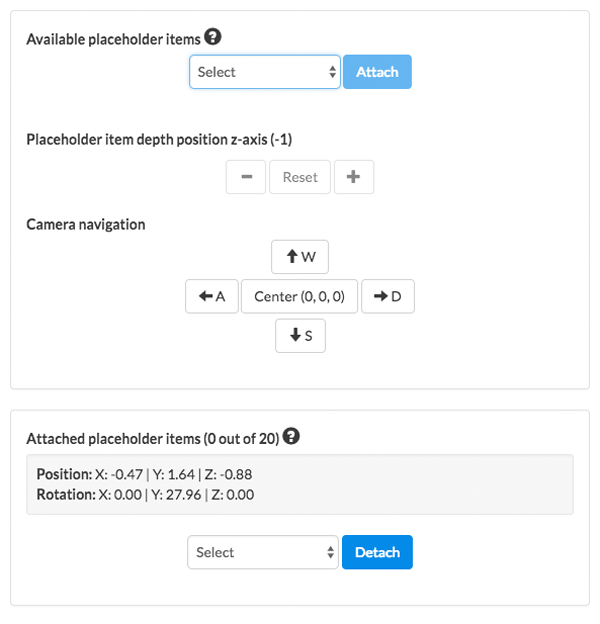 Available placeholder items ?
Select Attach
Placeholder item depth position z-axis (-1)
Reset
Camera navigation
W
A Center (0, 0, 0) D
S
Attached placeholder items (0 out of 20) ?
Position: X: -0.47 | Y: 1.64 | Z: -0.88
Rotation: X: 0.00 | Y: 27.96 | Z: 0.00
Select Detach